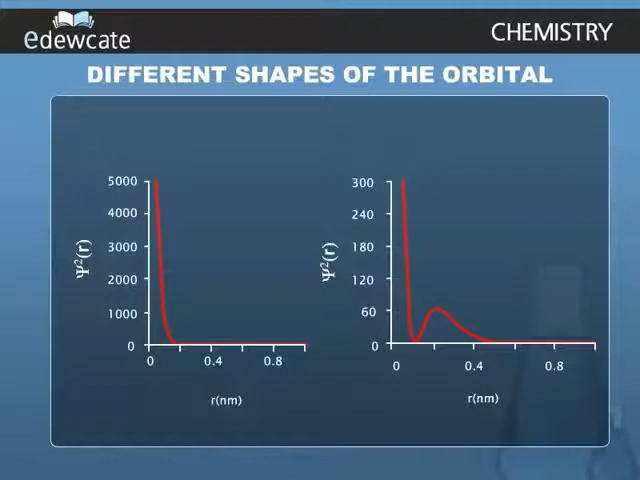 edewcate
CHEMISTRY
DIFFERENT SHAPES OF THE ORBITAL
5000
4000
3000
2000
1000
0
Ψ²(r)
0 0.4 0.8
r(nm)
300
240
180
120
60
0
Ψ²(r)
0 0.4 0.8
r(nm)